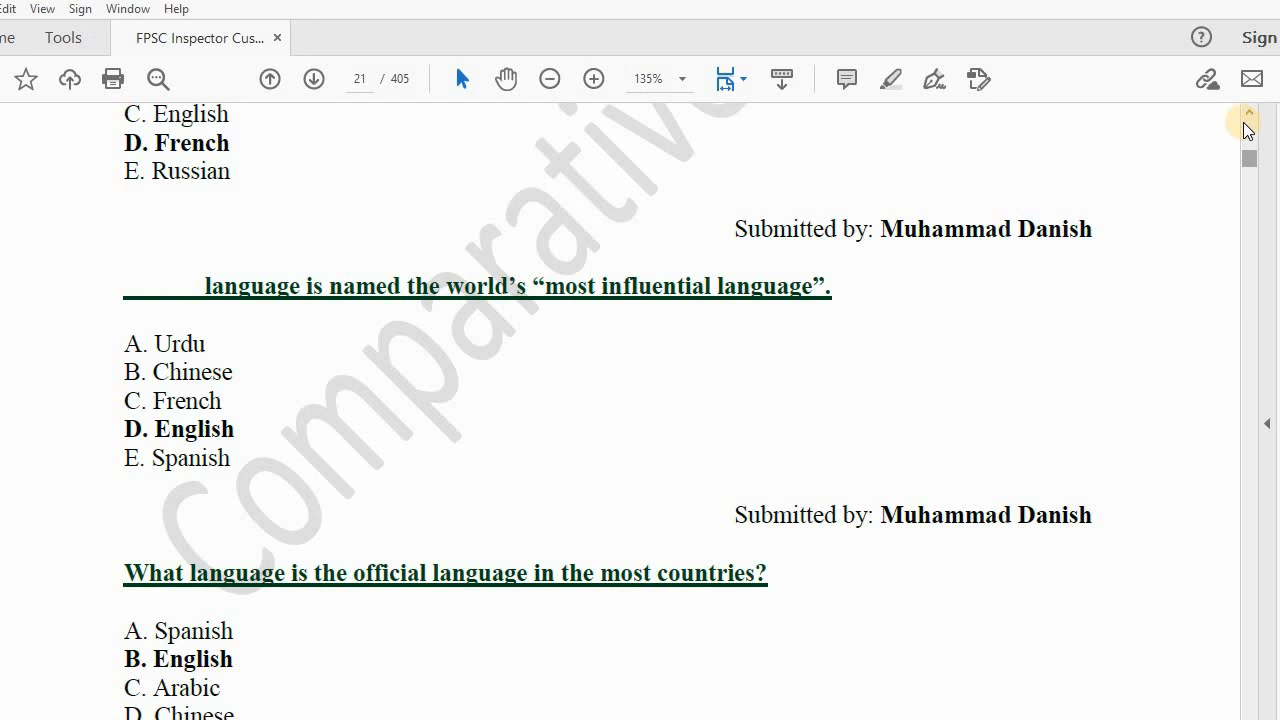 Edit View Sign Window Help
me Tools FPSC Inspector Cus... × ? Sign
21 / 405 135%
C. English
D. French
E. Russian
Submitted by: Muhammad Danish
______ language is named the world's “most influential language”.
A. Urdu
B. Chinese
C. French
D. English
E. Spanish
Submitted by: Muhammad Danish
What language is the official language in the most countries?
A. Spanish
B. English
C. Arabic
D. Chinese
Comparative